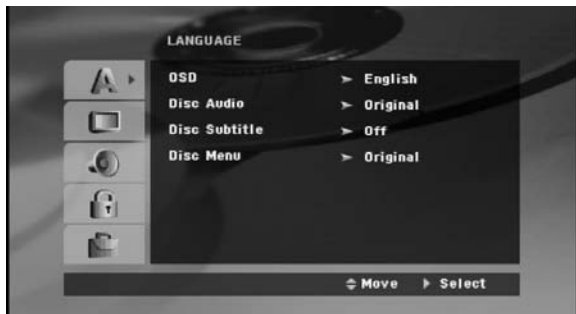 LANGUAGE
OSD English
Disc Audio Original
Disc Subtitle Off
Disc Menu Original
Move Select